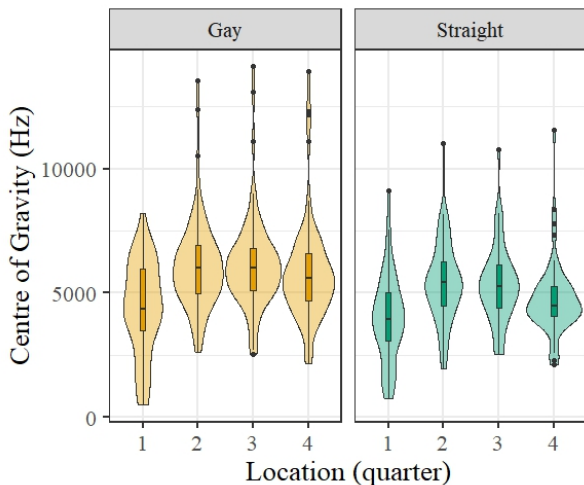 Gay
Straight
Centre of Gravity (Hz)
10000
5000
0
1 2 3 4
1 2 3 4
Location (quarter)